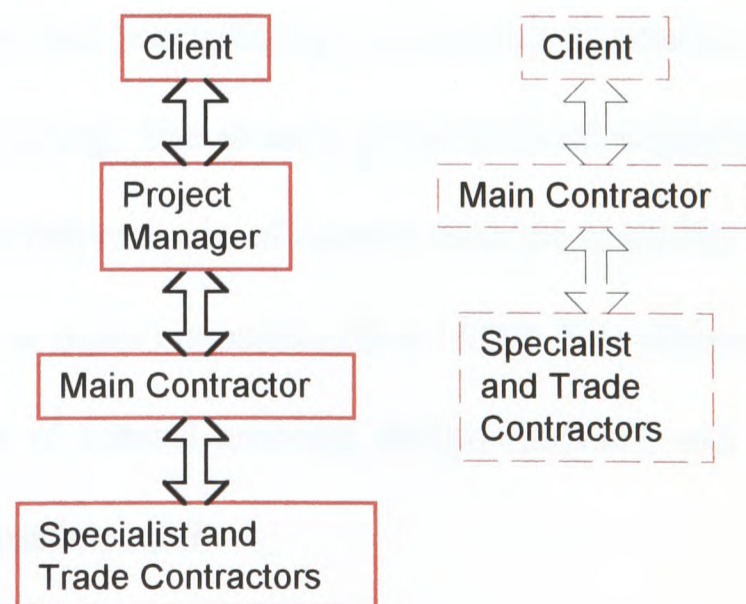 Client
Project
Manager
Main Contractor
Specialist and
Trade Contractors
Client
Main Contractor
Specialist
and Trade
Contractors